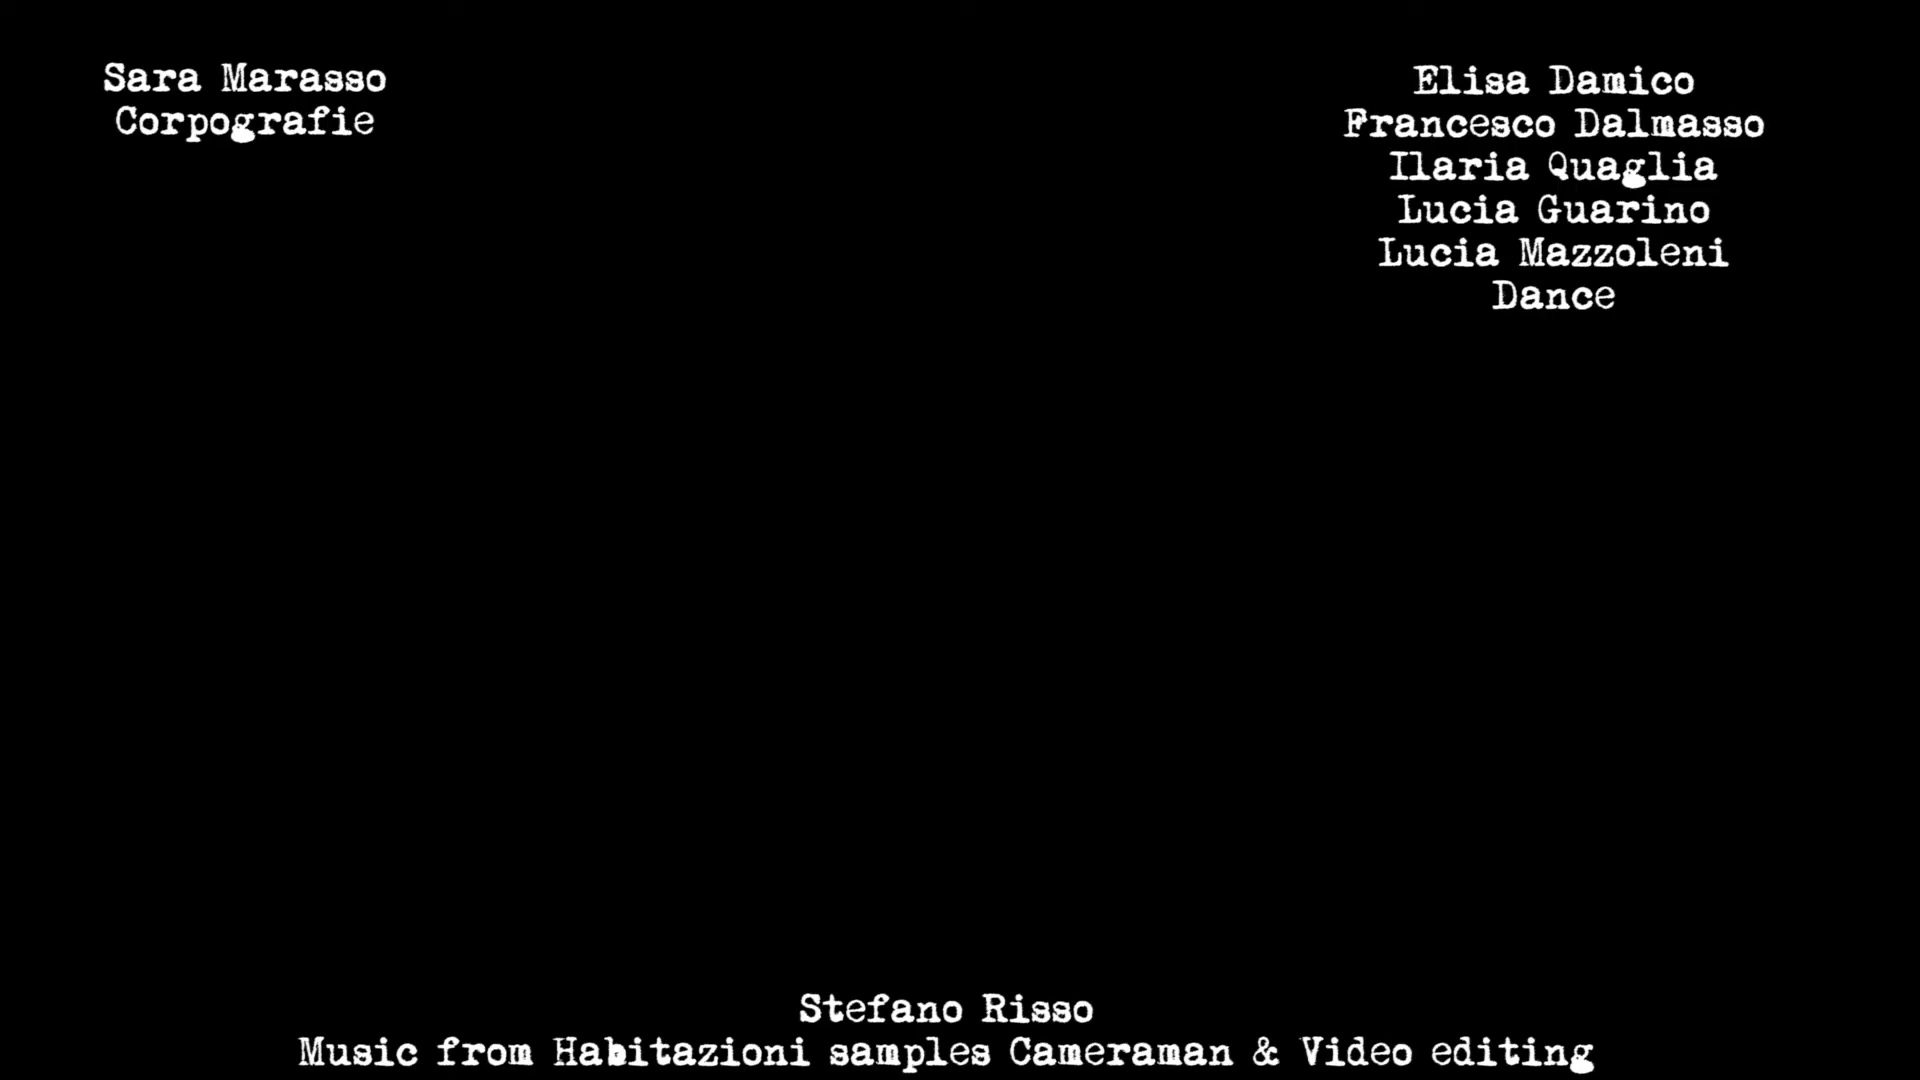 Sara Marasso
Corpografie
Elisa Damico
Francesco Dalmasso
Ilaria Quaglia
Lucia Guarino
Lucia Mazzoleni
Dance
Stefano Risso
Music from Habitazioni samples Cameraman & Video editing